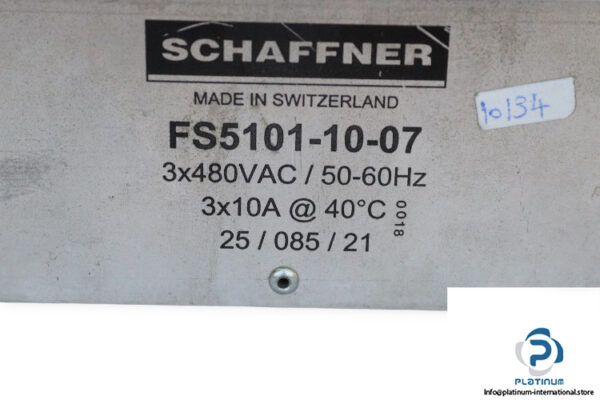 SCHAFFNER
MADE IN SWITZERLAND
10134
FS5101-10-07
3x480VAC / 50-60Hz
3x10A @ 40°C
0018
25 / 085 / 21
PLATINUM
Info@platinum-international.store